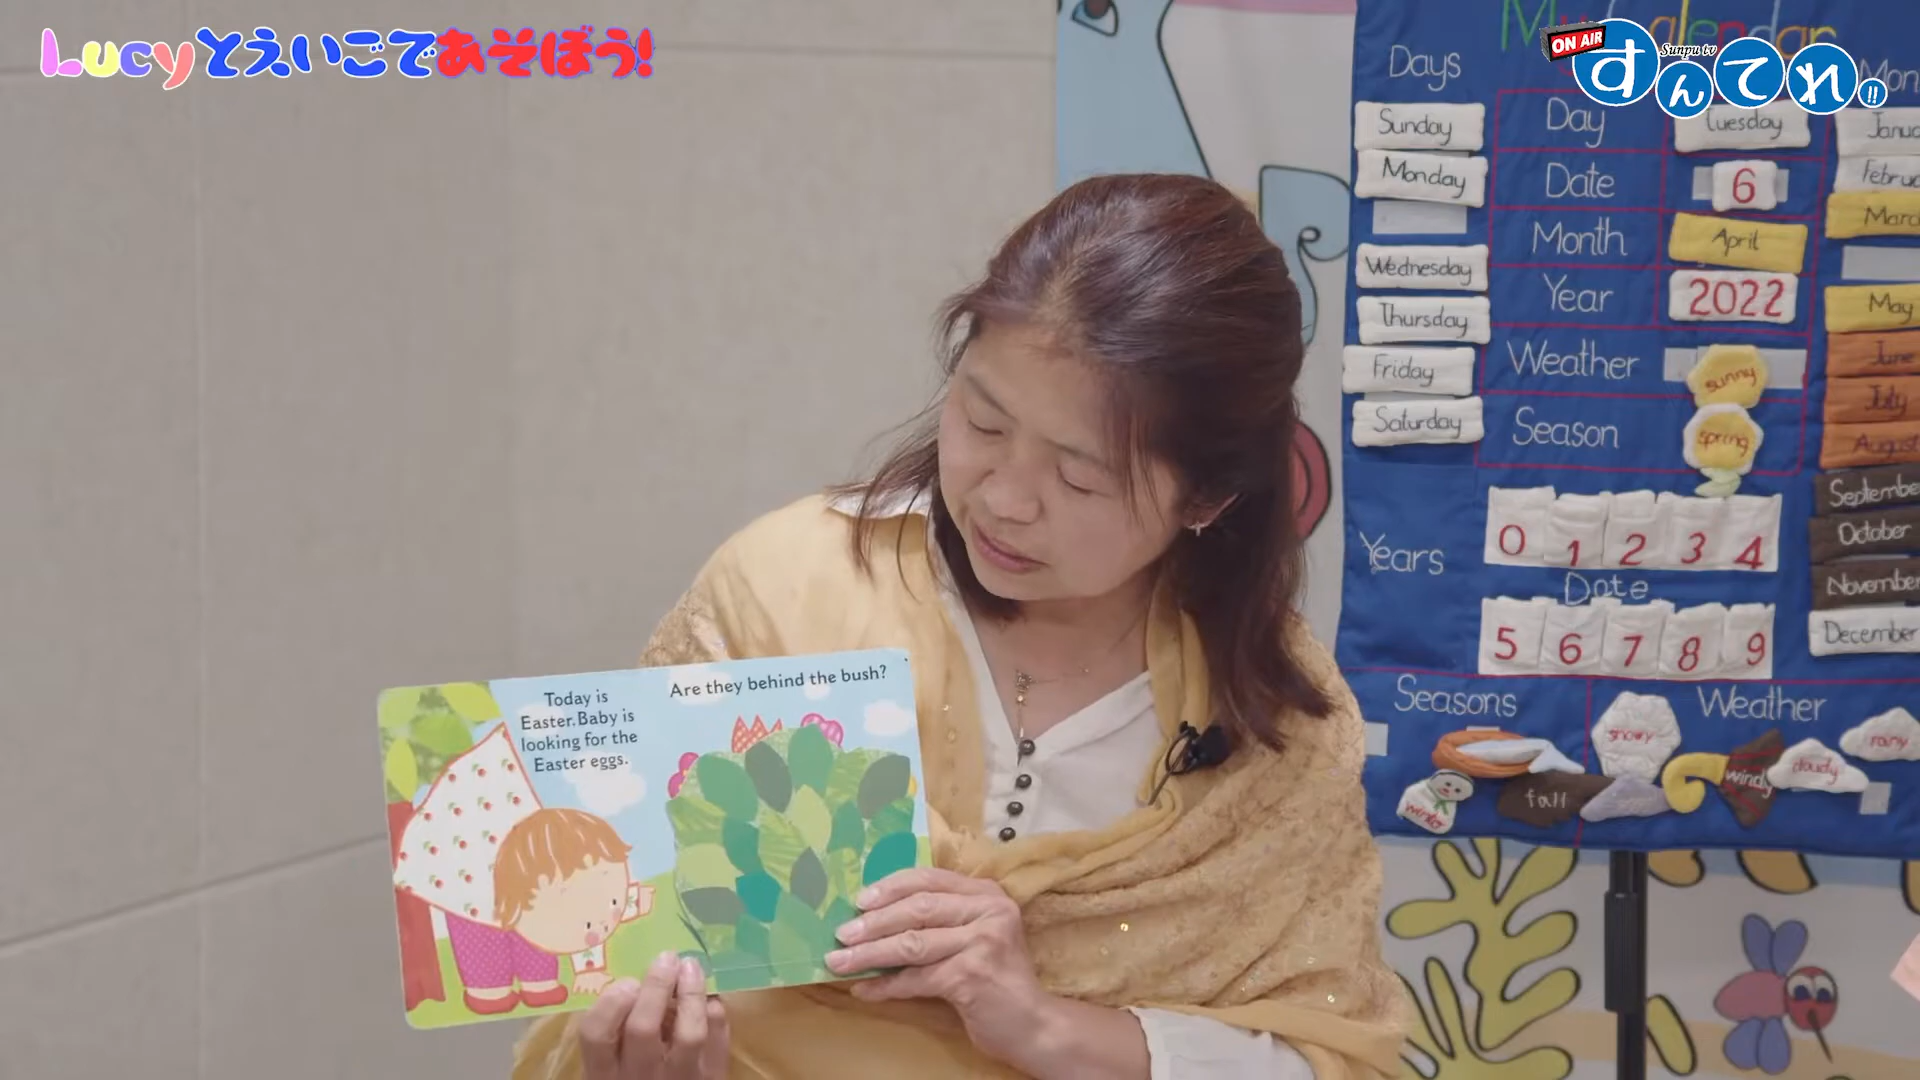 Lucyとえいごであそぼう!
ON AIR
Sunpu tv
すんてれ!!
My Calendar
Days
Sunday
Monday
Wednesday
Thursday
Friday
Saturday
Day
Tuesday
Date
6
Month
April
Year
2022
Weather
sunny
Season
spring
Years
0 1 2 3 4
Date
5 6 7 8 9
May
June
July
August
September
October
November
December
Seasons
winter
fall
Weather
snowy
windy
cloudy
rainy
Today is
Easter. Baby is
looking for the
Easter eggs.
Are they behind the bush?